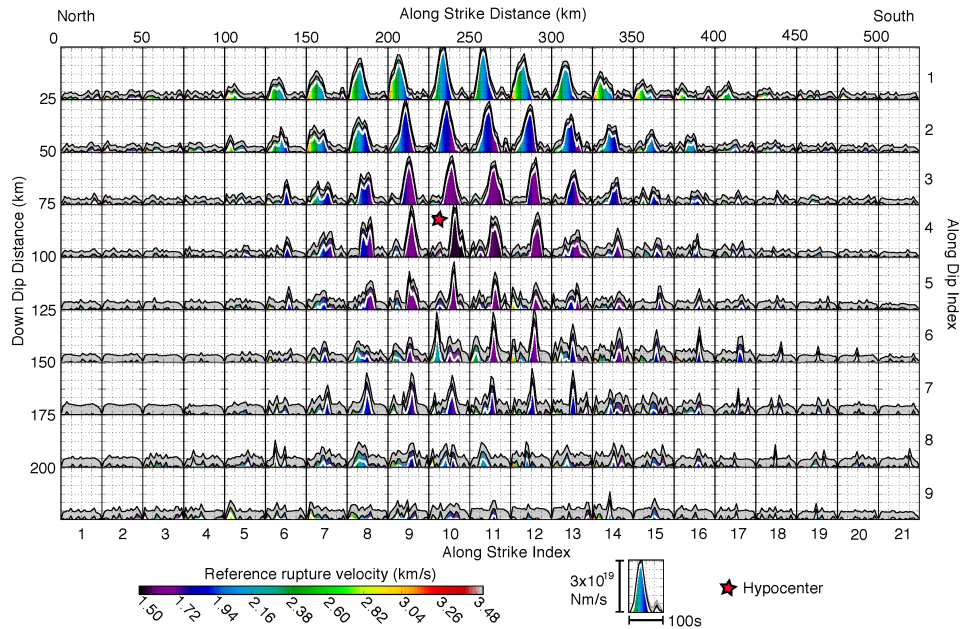 North Along Strike Distance (km) South
0 50 100 150 200 250 300 350 400 450 500
25 50 75 100 125 150 175 200
Down Dip Distance (km)
1 2 3 4 5 6 7 8 9
Along Dip Index
1 2 3 4 5 6 7 8 9 10 11 12 13 14 15 16 17 18 19 20 21
Along Strike Index
Reference rupture velocity (km/s)
1.50 1.72 1.94 2.16 2.38 2.60 2.82 3.04 3.26 3.48
3x10¹⁹
Nm/s
100s
Hypocenter